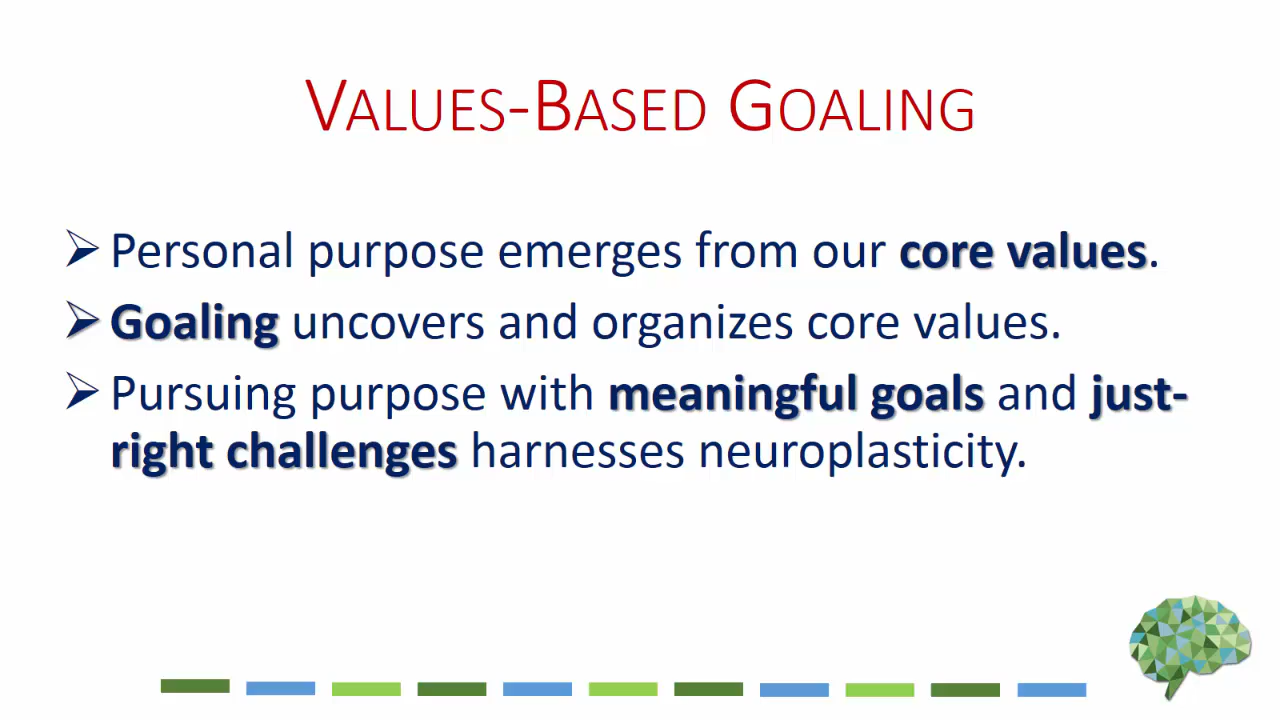 VALUES-BASED GOALING
➢ Personal purpose emerges from our core values.
➢ Goaling uncovers and organizes core values.
➢ Pursuing purpose with meaningful goals and just-
right challenges harnesses neuroplasticity.